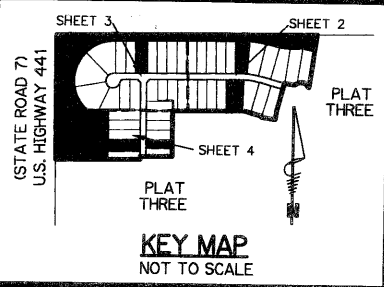 SHEET 3
SHEET 2
(STATE ROAD 7)
U.S. HIGHWAY 441
PLAT
THREE
SHEET 4
PLAT
THREE
KEY MAP
NOT TO SCALE